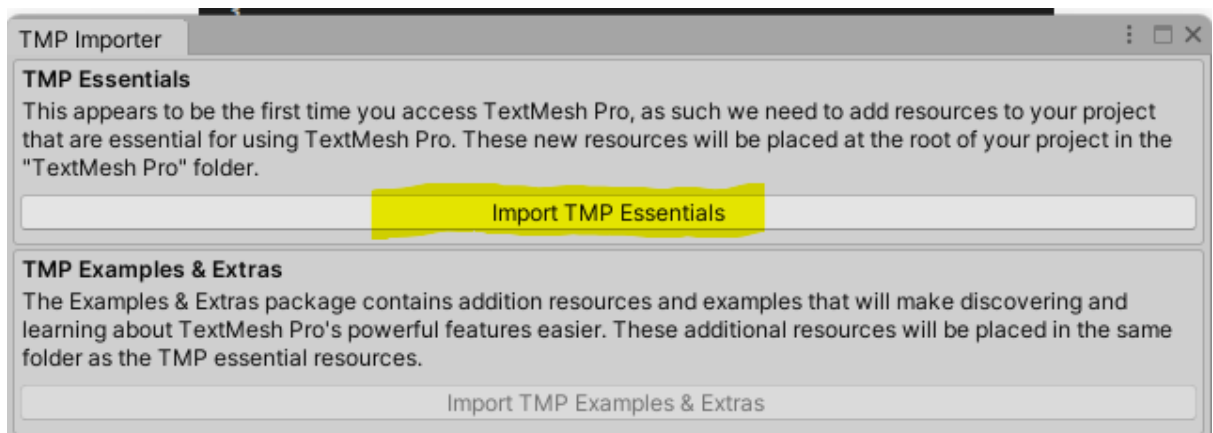 TMP Importer
TMP Essentials
This appears to be the first time you access TextMesh Pro, as such we need to add resources to your project
that are essential for using TextMesh Pro. These new resources will be placed at the root of your project in the
"TextMesh Pro" folder.
Import TMP Essentials
TMP Examples & Extras
The Examples & Extras package contains addition resources and examples that will make discovering and
learning about TextMesh Pro's powerful features easier. These additional resources will be placed in the same
folder as the TMP essential resources.
Import TMP Examples & Extras